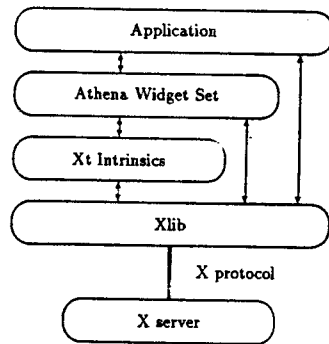 Application
Athena Widget Set
Xt Intrinsics
Xlib
X protocol
X server